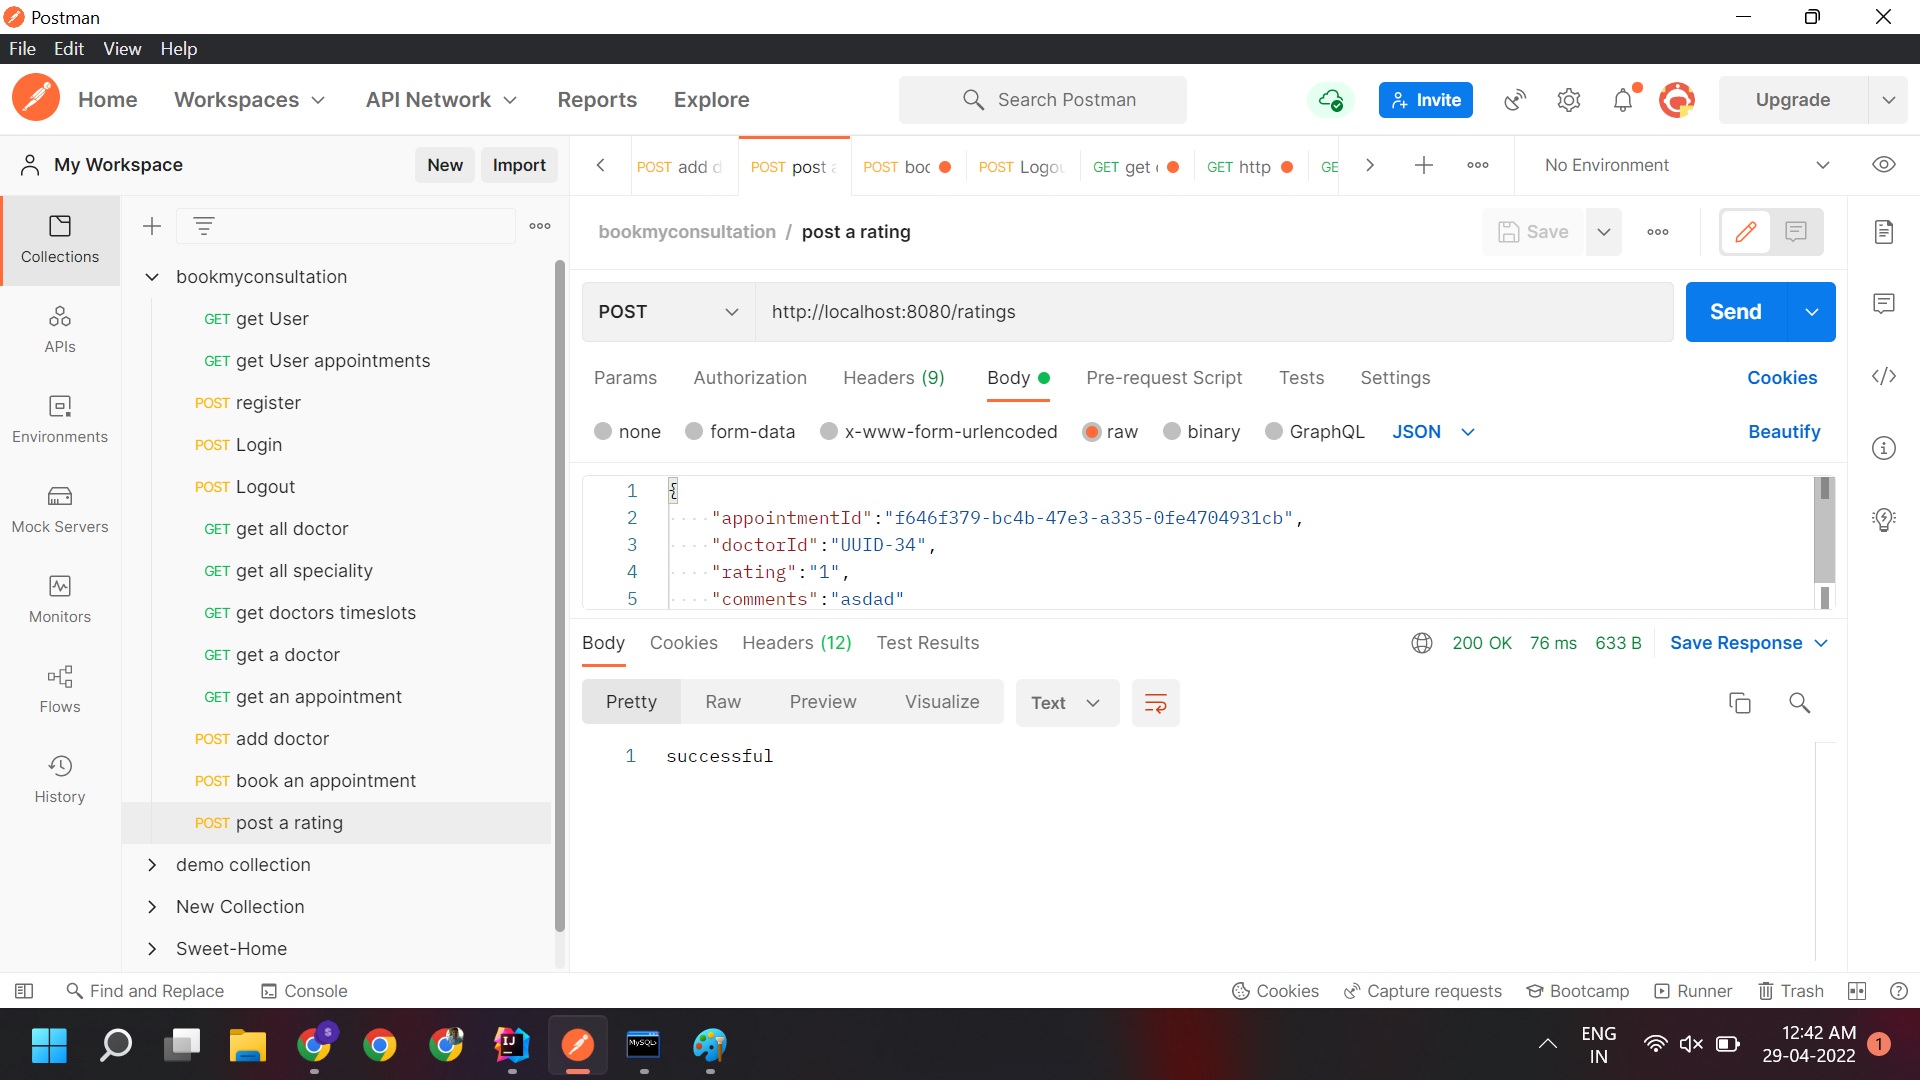 Postman
File Edit View Help
Home Workspaces API Network Reports Explore Search Postman Invite Upgrade
My Workspace New Import POST add d POST post a POST boo POST Logou GET get GET http GE No Environment
Collections
APIs
Environments
Mock Servers
Monitors
Flows
History
bookmyconsultation
GET get User
GET get User appointments
POST register
POST Login
POST Logout
GET get all doctor
GET get all speciality
GET get doctors timeslots
GET get a doctor
GET get an appointment
POST add doctor
POST book an appointment
POST post a rating
demo collection
New Collection
Sweet-Home
bookmyconsultation / post a rating Save
POST http://localhost:8080/ratings Send
Params Authorization Headers (9) Body Pre-request Script Tests Settings Cookies
none form-data x-www-form-urlencoded raw binary GraphQL JSON Beautify
1 {
2 "appointmentId":"f646f379-bc4b-47e3-a335-0fe4704931cb",
3 "doctorId":"UUID-34",
4 "rating":"1",
5 "comments":"asdad"
Body Cookies Headers (12) Test Results 200 OK 76 ms 633 B Save Response
Pretty Raw Preview Visualize Text
1 successful
Find and Replace Console Cookies Capture requests Bootcamp Runner Trash
S
IJ
MySQL
ENG
IN
12:42 AM
29-04-2022
1